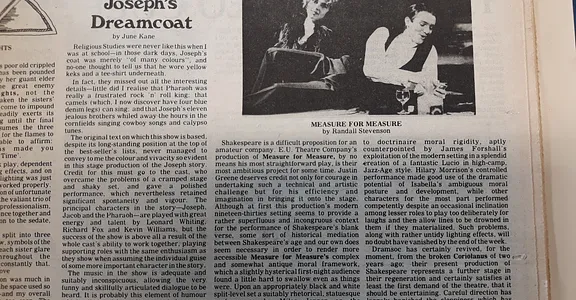 Joseph's
Dreamcoat
by June Kane
Religious Studies were never like this when I
was at school—in those dark days, Joseph's
coat was merely "of many colours", and
no-one thought to tell us that he wore yellow
keks and a tee-shirt underneath.
In fact, they missed out all the interesting
details—little did I realise that Pharaoh was
really a frustrated rock 'n' roll king; that
camels (which, I now discover have four blue
denim legs) can sing; and that Joseph's eleven
jealous brothers whiled away the hours in the
cornfields singing cowboy songs and calypso
tunes.
The original text on which this show is based,
despite its long-standing position at the top of
the best-seller's lists, never managed to
convey to me the colour and vivacity so evident
in this stage production of the Joseph story.
Credit for this must go to the cast, who
overcame the problems of a cramped stage
and shaky set, and gave a polished
performance, which nevertheless retained
significant spontaneity and vigour. The
principal characters in the story—Joseph,
Jacob and the Pharaoh—are played with great
energy and talent by Leonard Whiting,
Richard Fox and Kevin Williams, but the
success of the show is above all a result of the
whole cast's ability to work together, playing
supporting roles with the same enthusiasm as
they show when assuming the individual guise
of some more important character in the story.
The music in the show is adequate and
suitably inconspicuous, allowing the very
funny and skilfully articulated dialogue to be
heard. It is probably this element of humour
MEASURE FOR MEASURE
by Randall Stevenson
Shakespeare is a difficult proposition for an
amateur company. E.U. Theatre Company's
production of Measure for Measure, by no
means his most straightforward play, is their
most ambitious project for some time. Justin
Greene deserves credit not only for courage in
undertaking such a technical and artistic
challenge but for his efficiency and
imagination in bringing it onto the stage.
Although at first this production's modern
nineteen-thirties setting seems to provide a
rather superfluous and incongruous context
for the performance of Shakespeare's blank
verse, some sort of historical mediation
between Shakespeare's age and our own does
seem necessary in order to render more
accessible Measure for Measure's complex
and somewhat antique moral framework,
which a slightly hysterical first-night audience
found a little hard to swallow even as things
were. Upon an appropriately black and white
split-level set a suitably rhetorical, statuesque
to doctrinaire moral rigidity, aptly
counterpointed by James Forshall's
exploitation of the modern setting in a splendid
creation of a fantastic Lucio in high-camp,
Jazz-Age style. Hilary Morrison's controlled
performance made good use of the dramatic
potential of Isabella's ambiguous moral
posture and development, while other
characters for the most part performed
competently despite an occasional inclination
among lesser roles to play too deliberately for
laughs and then allow lines to be drowned in
them if they materialized. Such problems,
along with rather untidy lighting effects, will
no doubt have vanished by the end of the week.
Dramsoc has certainly revived, for the
moment, from the broken Coriolanus of two
years ago; their present production of
Shakespeare represents a further stage in
their regeneration and certainly satisfies at
least the first demand of the theatre, that it
should be entertaining. Careful direction has